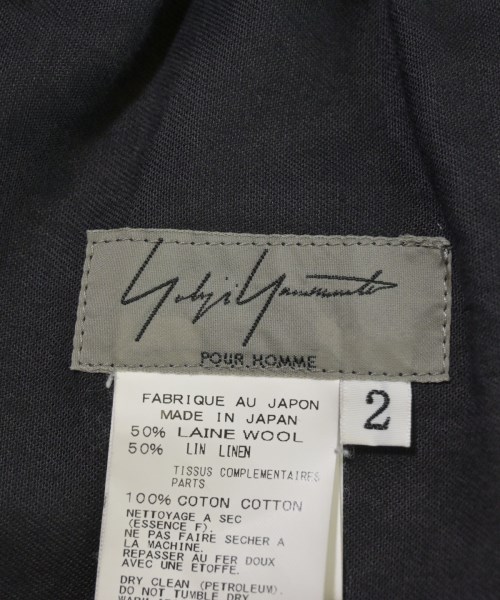 Yohji Yamamoto
POUR HOMME
2
FABRIQUE AU JAPON
MADE IN JAPAN
50% LAINE WOOL
50% LIN LINEN
TISSUS COMPLEMENTAIRES
PARTS
100% COTON COTTON
NETTOYAGE A SEC
(ESSENCE F).
NE PAS FAIRE SECHER A
LA MACHINE.
REPASSER AU FER DOUX
AVEC UNE ETOFFE.
DRY CLEAN (PETROLEUM).
DO NOT TUMBLE DRY